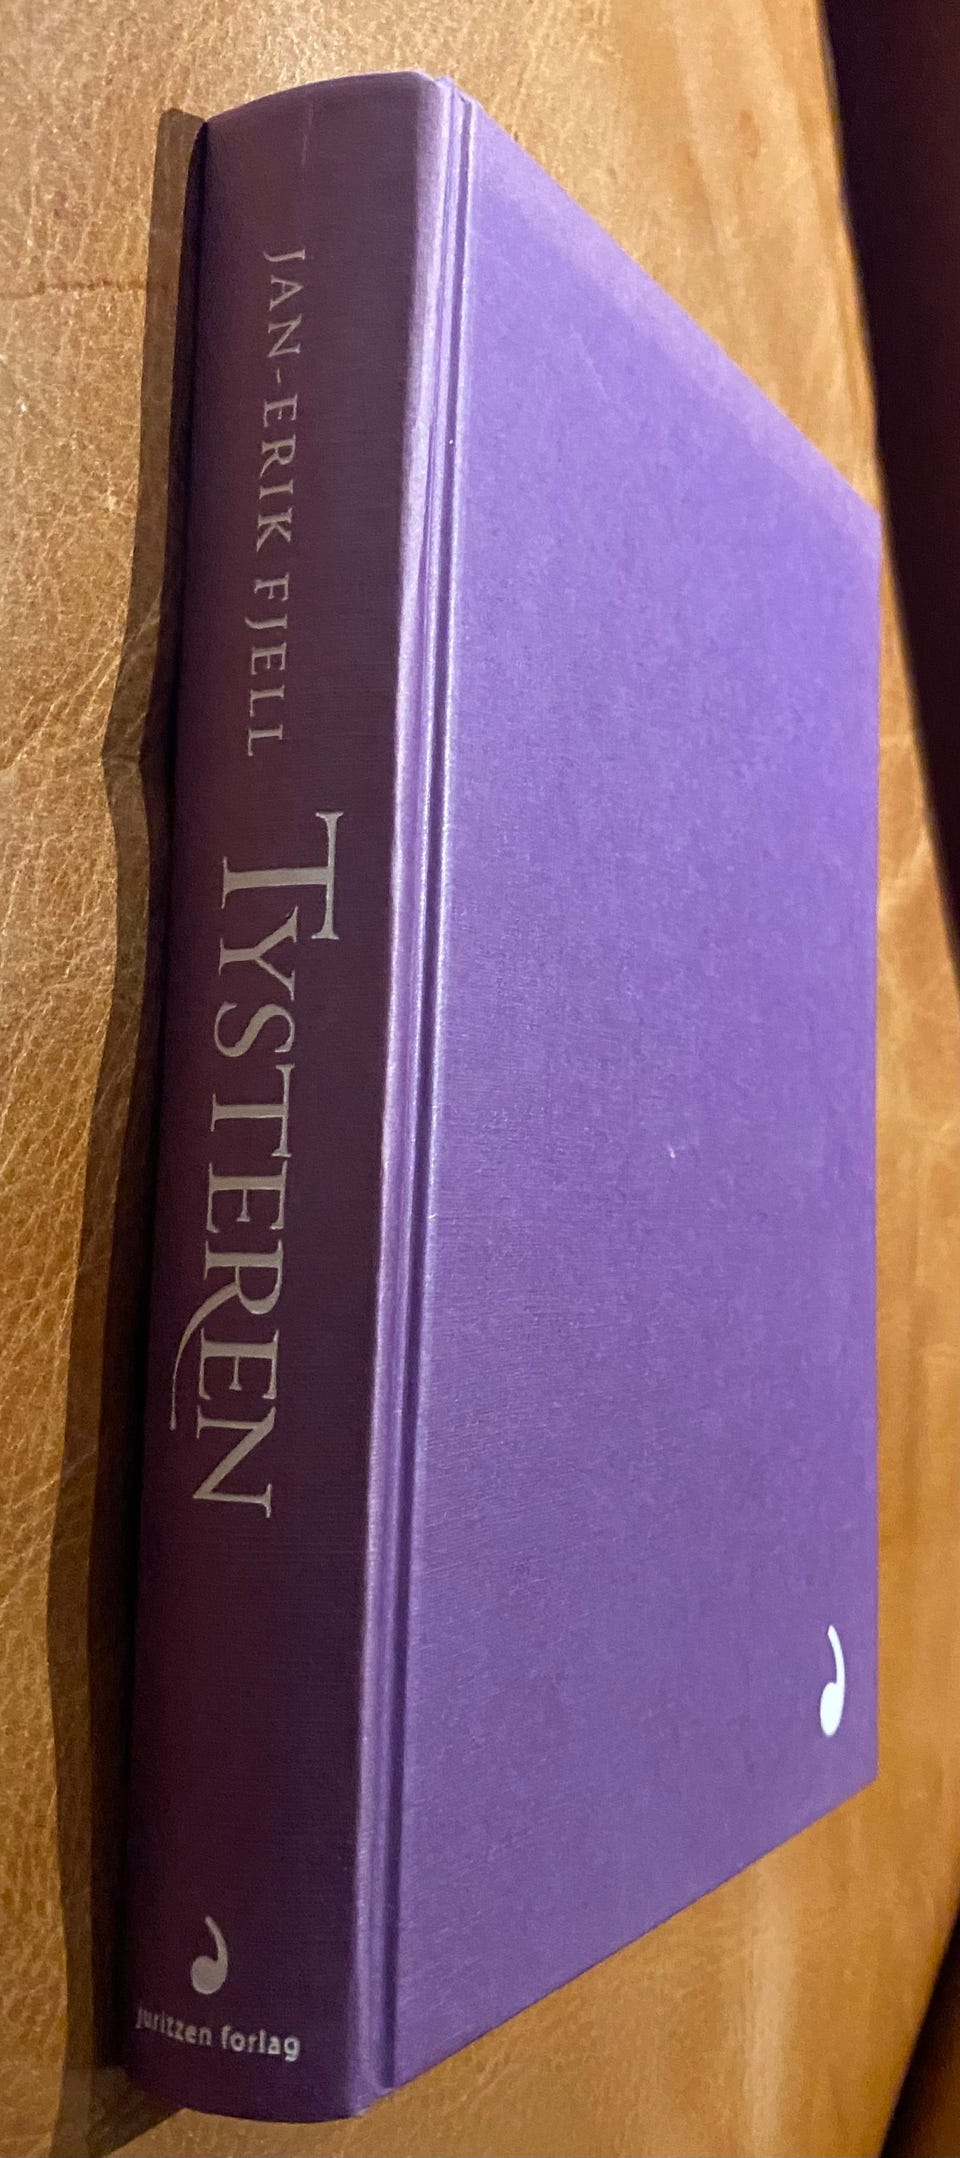 JAN-ERIK FJELL
TYSTEREN
juritzen forlag